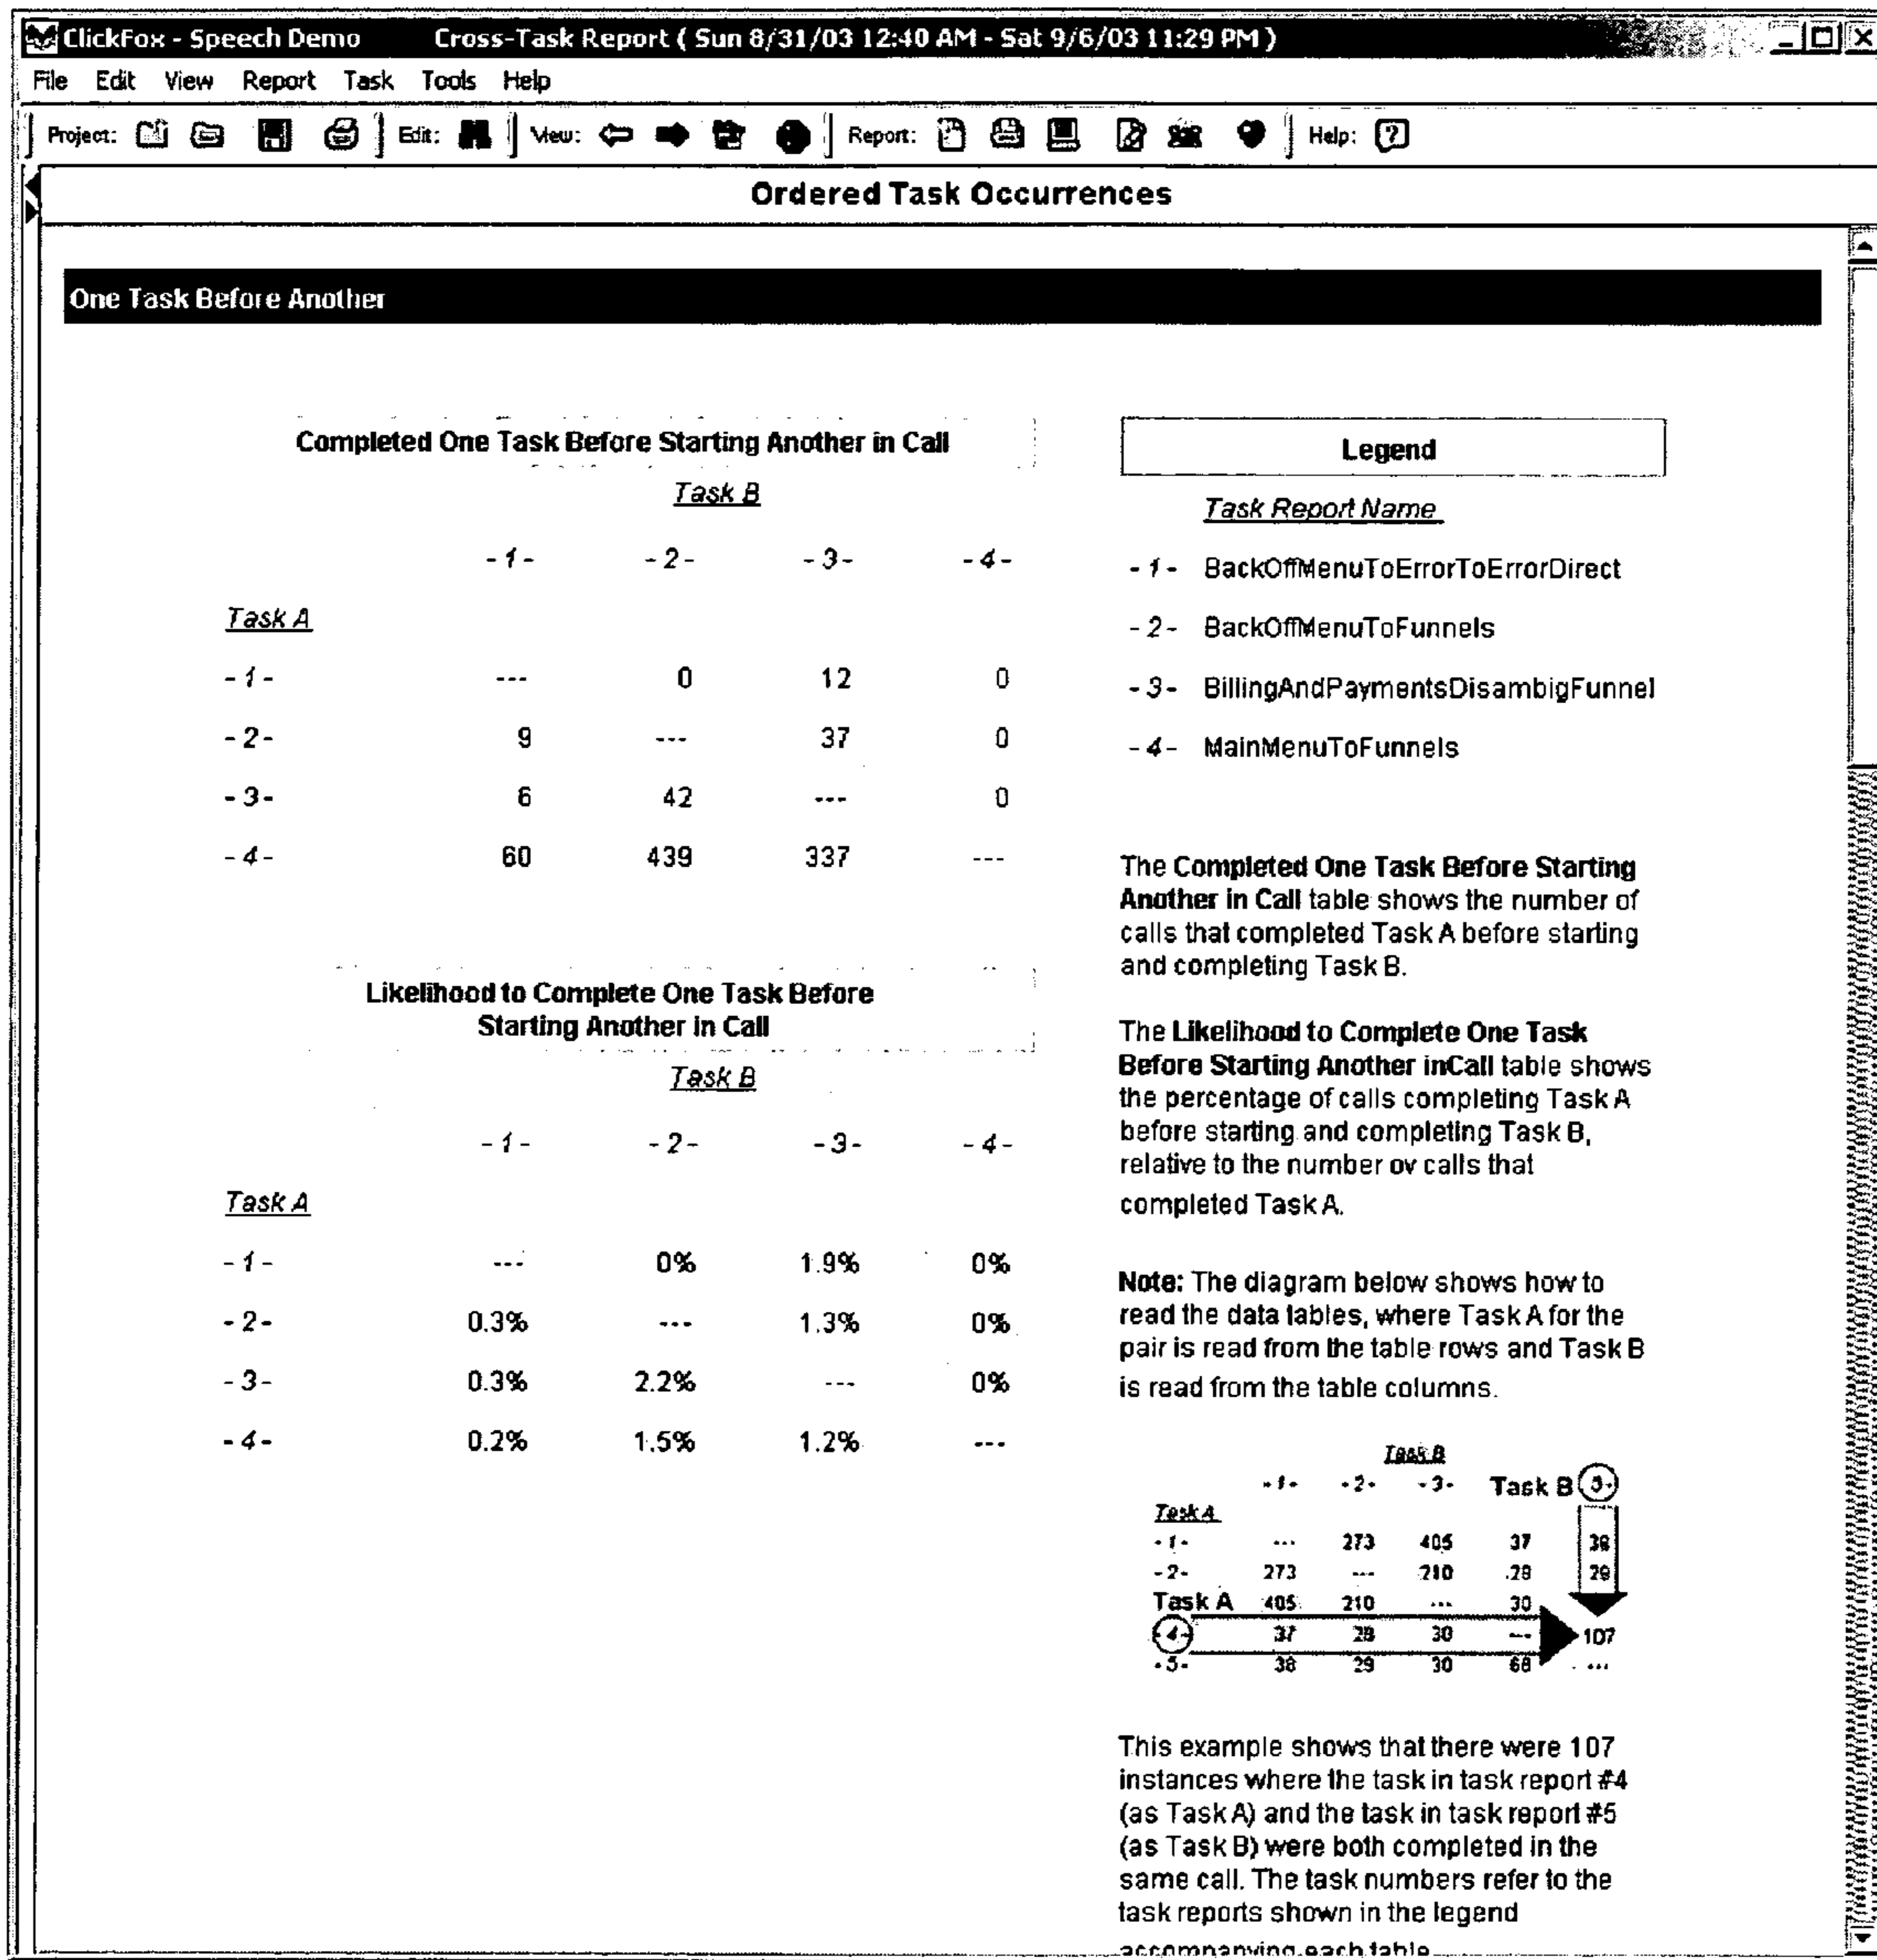 ClickFox - Speech Demo Cross-Task Report ( Sun 8/31/03 12:40 AM - Sat 9/6/03 11:29 PM )
File Edit View Report Task Tools Help
Project: Edit: View: Report: Help:
Ordered Task Occurrences
One Task Before Another
Completed One Task Before Starting Another in Call
Task B
- 1 - - 2 - - 3 - - 4 -
Task A
- 1 - --- 0 12 0
- 2 - 9 --- 37 0
- 3 - 6 42 --- 0
- 4 - 60 439 337 ---
Likelihood to Complete One Task Before
Starting Another in Call
Task B
- 1 - - 2 - - 3 - - 4 -
Task A
- 1 - --- 0% 1.9% 0%
- 2 - 0.3% --- 1.3% 0%
- 3 - 0.3% 2.2% --- 0%
- 4 - 0.2% 1.5% 1.2% ---
Legend
Task Report Name
- 1 - BackOffMenuToErrorToErrorDirect
- 2 - BackOffMenuToFunnels
- 3 - BillingAndPaymentsDisambigFunnel
- 4 - MainMenuToFunnels
The Completed One Task Before Starting
Another in Call table shows the number of
calls that completed Task A before starting
and completing Task B.
The Likelihood to Complete One Task
Before Starting Another inCall table shows
the percentage of calls completing Task A
before starting and completing Task B,
relative to the number ov calls that
completed Task A.
Note: The diagram below shows how to
read the data tables, where Task A for the
pair is read from the table rows and Task B
is read from the table columns.
Task B
- 1 - - 2 - - 3 - Task B
Task A
- 1 - --- 273 405 37 38
- 2 - 273 --- 210 28 29
Task A 405 210 --- 30
- 4 - 37 28 30 --- 107
- 5 - 38 29 30 68 ---
This example shows that there were 107
instances where the task in task report #4
(as Task A) and the task in task report #5
(as Task B) were both completed in the
same call. The task numbers refer to the
task reports shown in the legend
accompanying each table